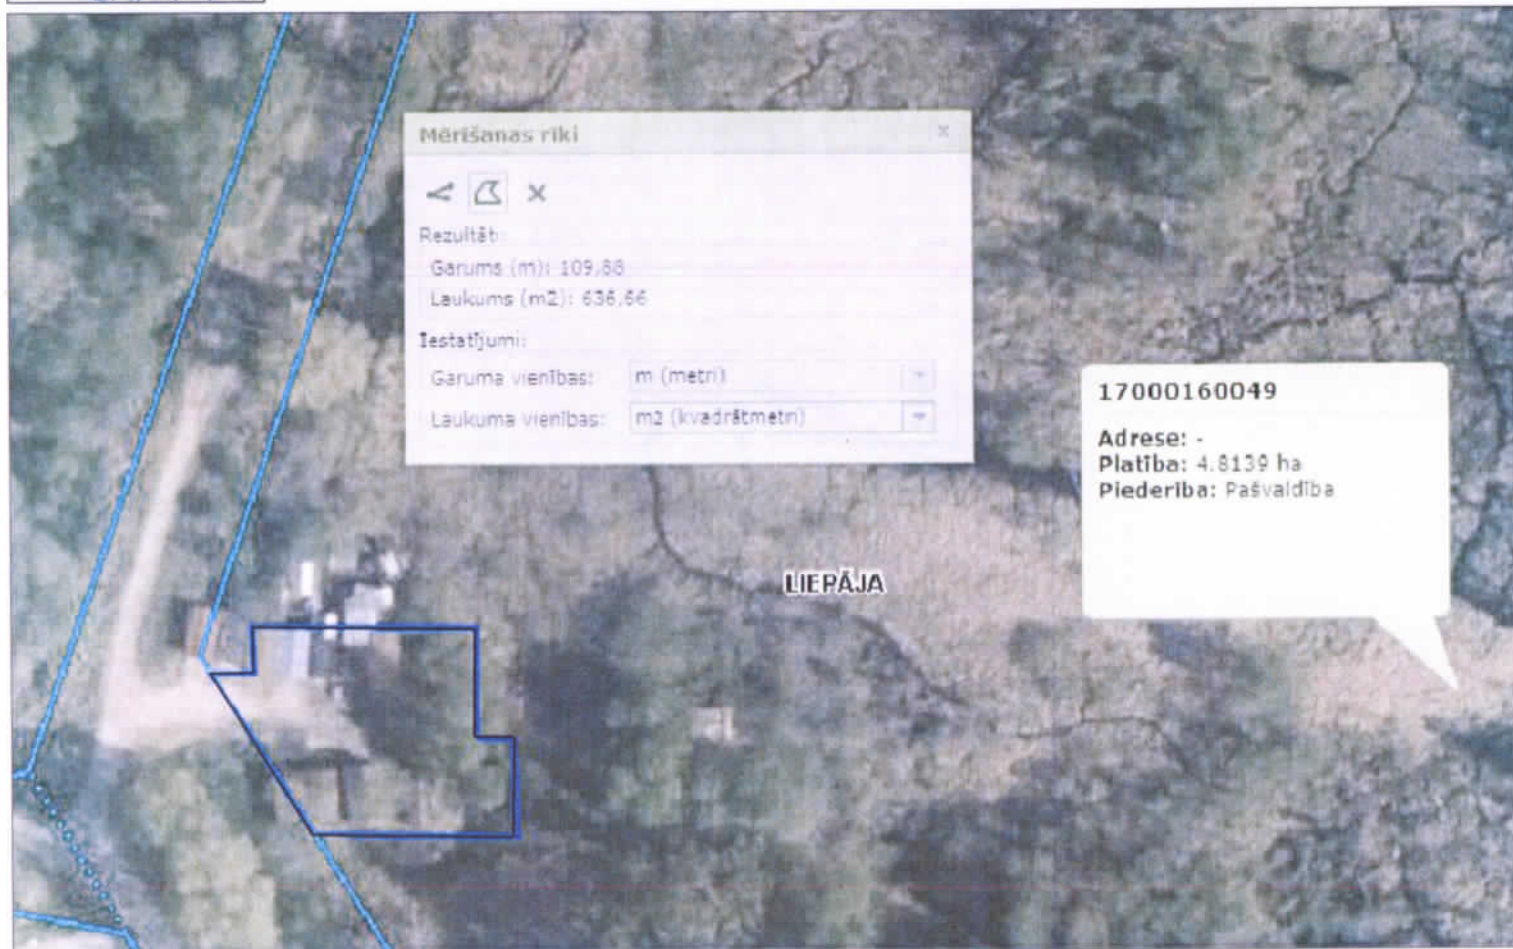 Mērīšanas rīki
Rezultāti:
Garums (m): 109,88
Laukums (m2): 636,66
Iestatījumi:
Garuma vienības: m (metri)
Laukuma vienības: m2 (kvadrātmetri)
17000160049
Adrese: -
Platība: 4.8139 ha
Piederība: Pašvaldība
LIEPĀJA